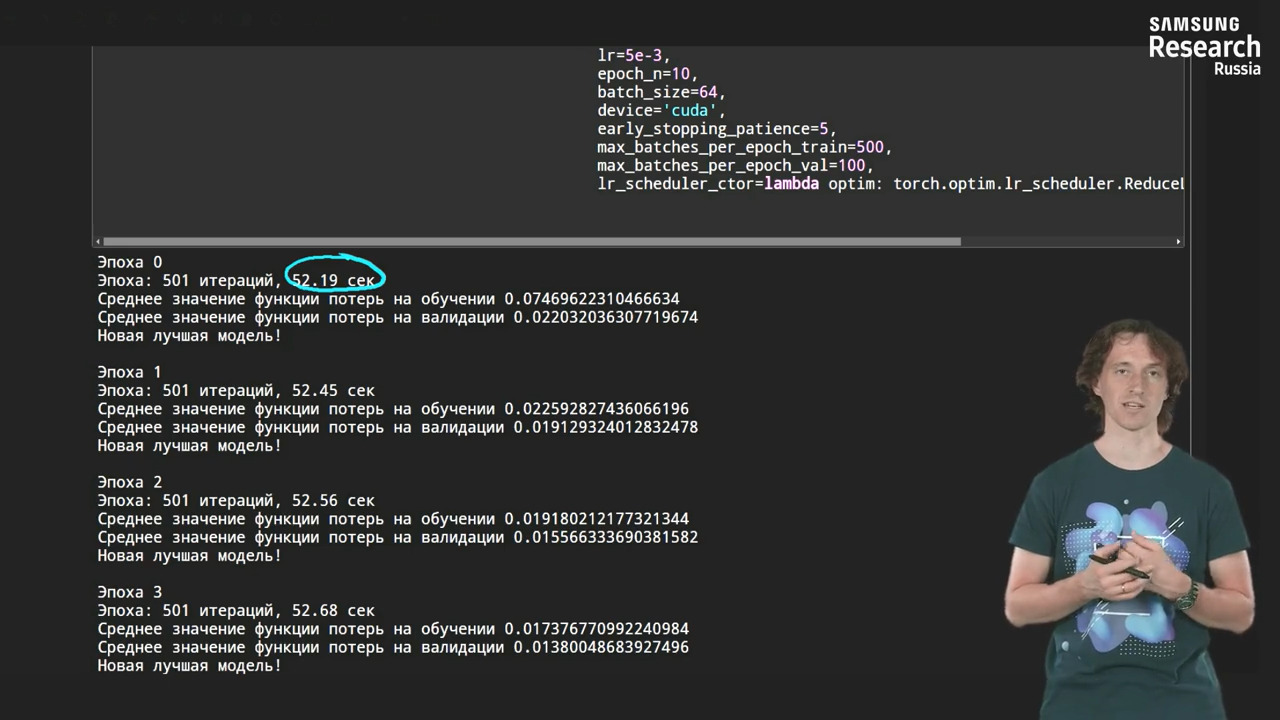 SAMSUNG
Research
Russia
lr=5e-3,
epoch_n=10,
batch_size=64,
device='cuda',
early_stopping_patience=5,
max_batches_per_epoch_train=500,
max_batches_per_epoch_val=100,
lr_scheduler_ctor=lambda optim: torch.optim.lr_scheduler.ReduceL
Эпоха 0
Эпоха: 501 итераций, 52.19 сек
Среднее значение функции потерь на обучении 0.07469622310466634
Среднее значение функции потерь на валидации 0.022032036307719674
Новая лучшая модель!
Эпоха 1
Эпоха: 501 итераций, 52.45 сек
Среднее значение функции потерь на обучении 0.022592827436066196
Среднее значение функции потерь на валидации 0.019129324012832478
Новая лучшая модель!
Эпоха 2
Эпоха: 501 итераций, 52.56 сек
Среднее значение функции потерь на обучении 0.019180212177321344
Среднее значение функции потерь на валидации 0.015566333690381582
Новая лучшая модель!
Эпоха 3
Эпоха: 501 итераций, 52.68 сек
Среднее значение функции потерь на обучении 0.017376770992240984
Среднее значение функции потерь на валидации 0.01380048683927496
Новая лучшая модель!